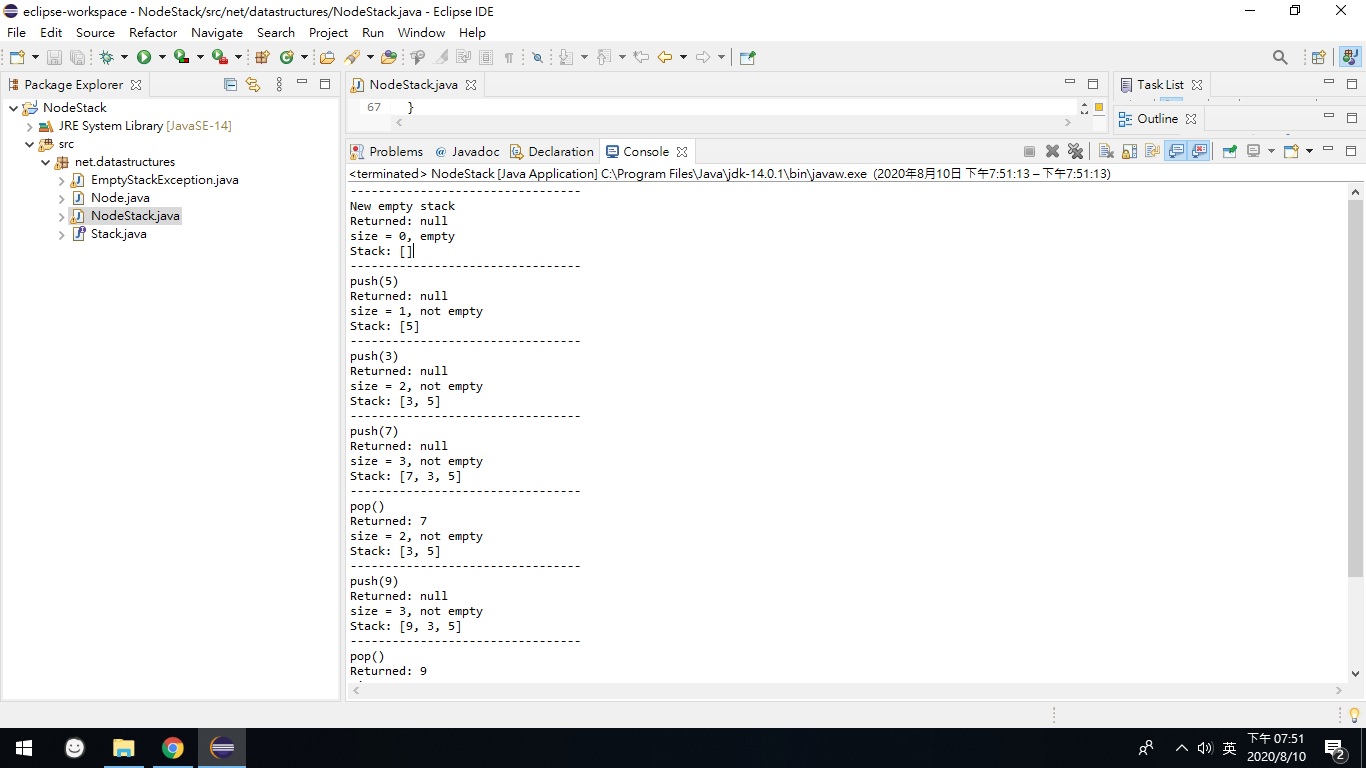 eclipse-workspace - NodeStack/src/net/datastructures/NodeStack.java - Eclipse IDE
File Edit Source Refactor Navigate Search Project Run Window Help
Package Explorer
NodeStack
JRE System Library [JavaSE-14]
src
net.datastructures
EmptyStackException.java
Node.java
NodeStack.java
Stack.java
NodeStack.java
67 }
Task List
Outline
Problems @ Javadoc Declaration Console
<terminated> NodeStack [Java Application] C:\Program Files\Java\jdk-14.0.1\bin\javaw.exe (2020年8月10日 下午7:51:13 – 下午7:51:13)
---------------------------------
New empty stack
Returned: null
size = 0, empty
Stack: []
---------------------------------
push(5)
Returned: null
size = 1, not empty
Stack: [5]
---------------------------------
push(3)
Returned: null
size = 2, not empty
Stack: [3, 5]
---------------------------------
push(7)
Returned: null
size = 3, not empty
Stack: [7, 3, 5]
---------------------------------
pop()
Returned: 7
size = 2, not empty
Stack: [3, 5]
---------------------------------
push(9)
Returned: null
size = 3, not empty
Stack: [9, 3, 5]
---------------------------------
pop()
Returned: 9
英
下午 07:51
2020/8/10
2